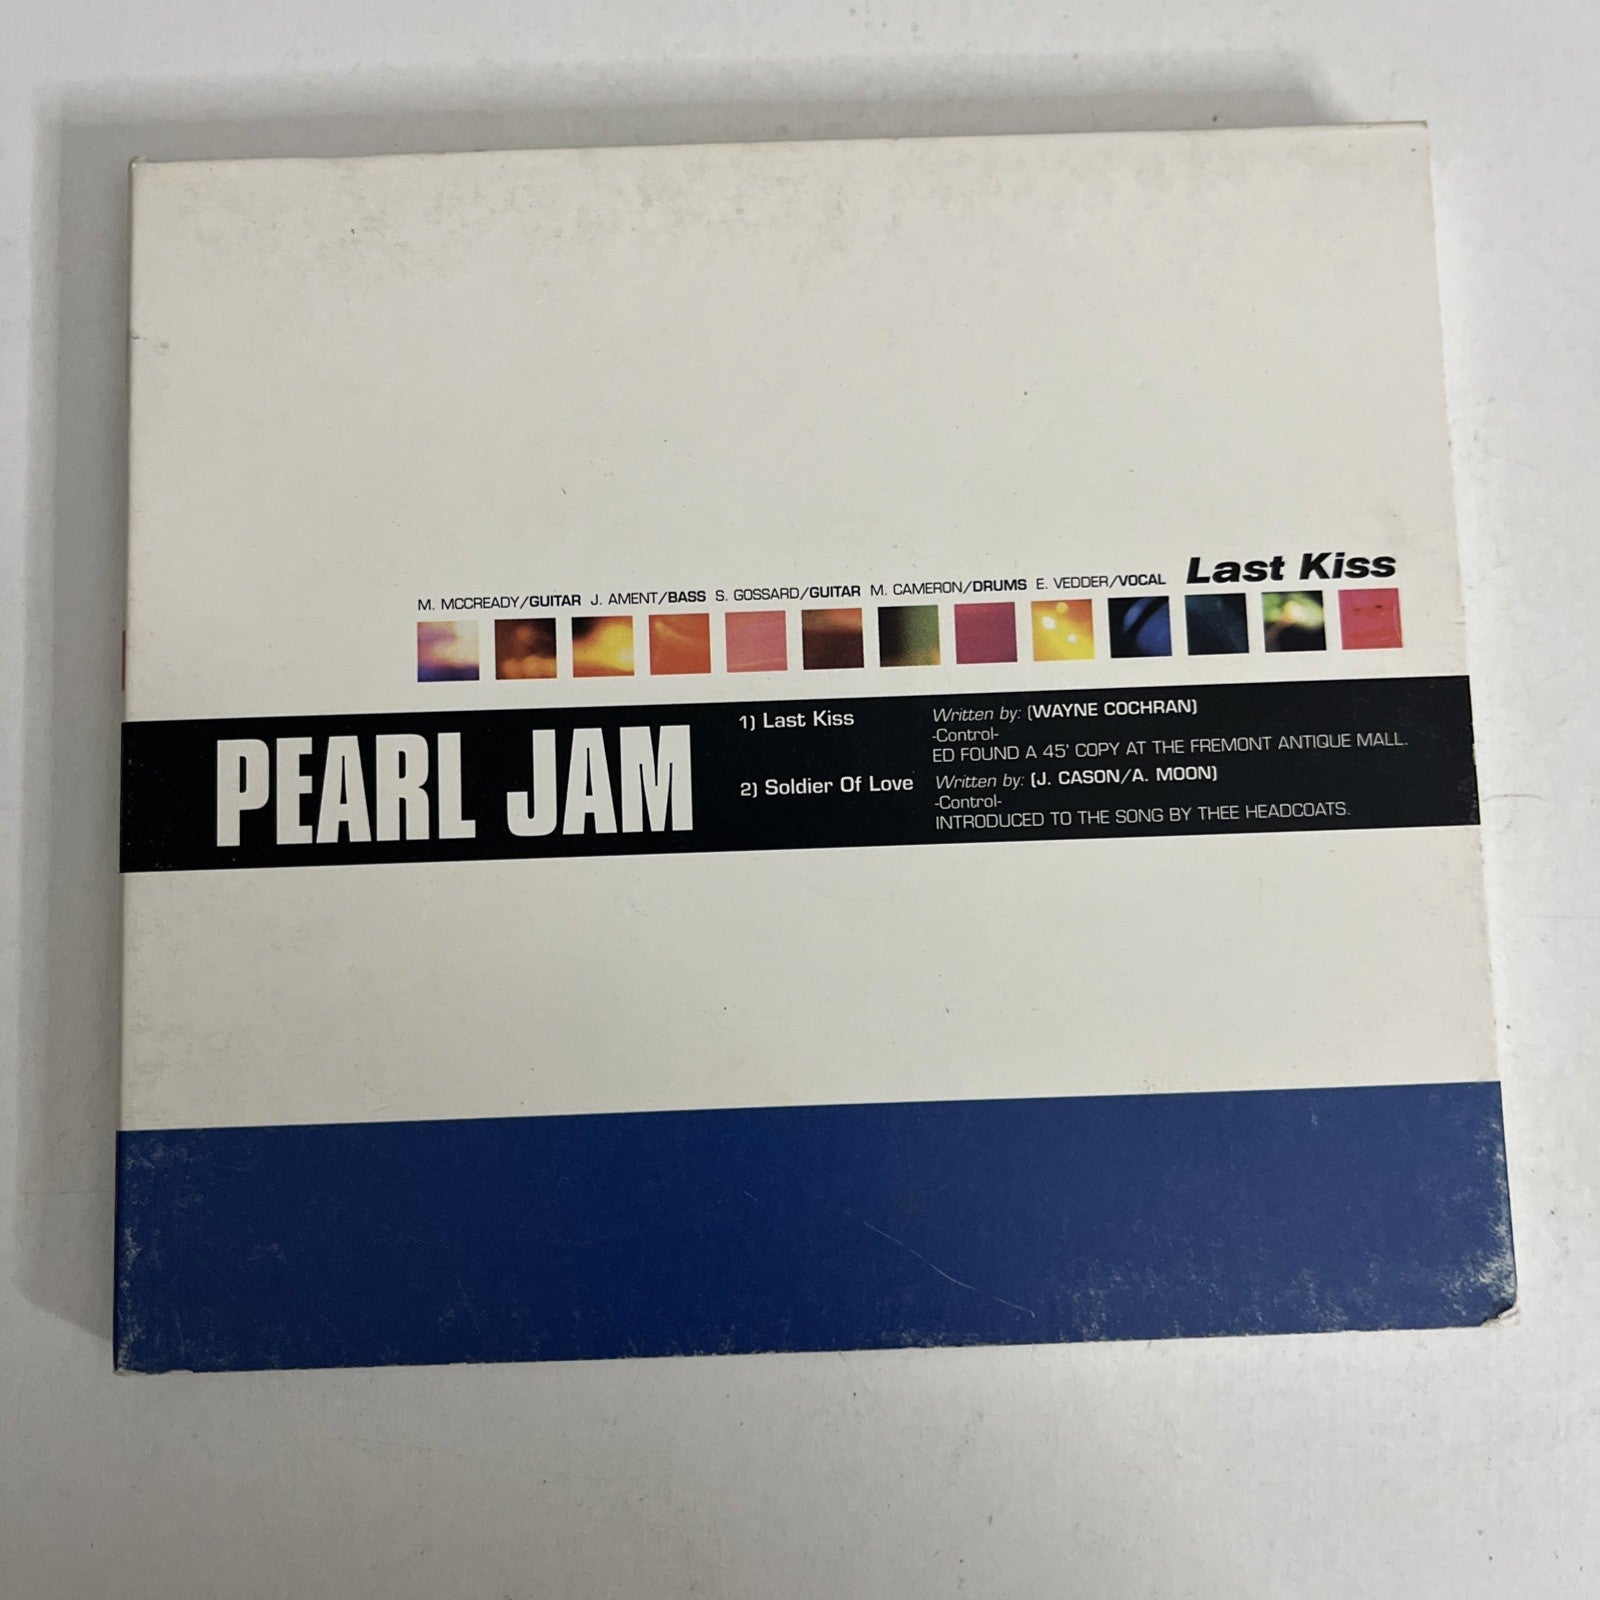 Last Kiss
M. MCCREADY/GUITAR J. AMENT/BASS S. GOSSARD/GUITAR M. CAMERON/DRUMS E. VEDDER/VOCAL
PEARL JAM
1) Last Kiss
Written by: (WAYNE COCHRAN)
-Control-
ED FOUND A 45' COPY AT THE FREMONT ANTIQUE MALL.
2) Soldier Of Love
Written by: (J. CASON/A. MOON)
-Control-
INTRODUCED TO THE SONG BY THEE HEADCOATS.